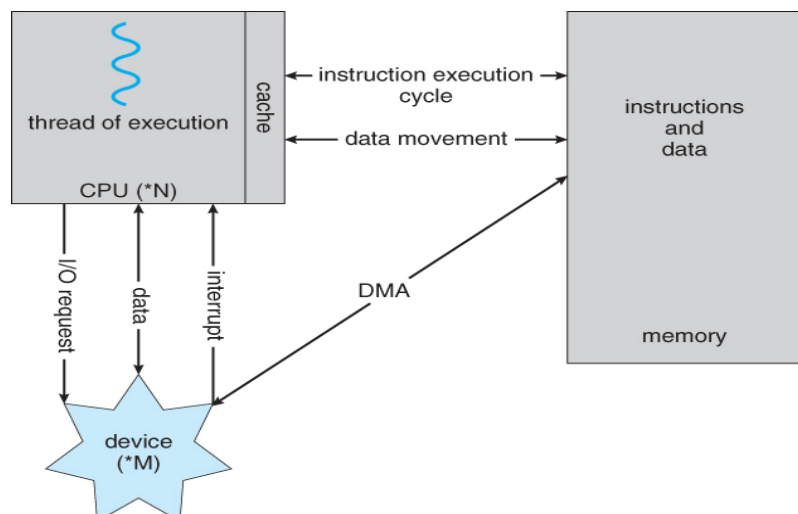 thread of execution
CPU (*N)
cache
instruction execution
cycle
data movement
instructions
and
data
memory
I/O request
data
interrupt
DMA
device
(*M)